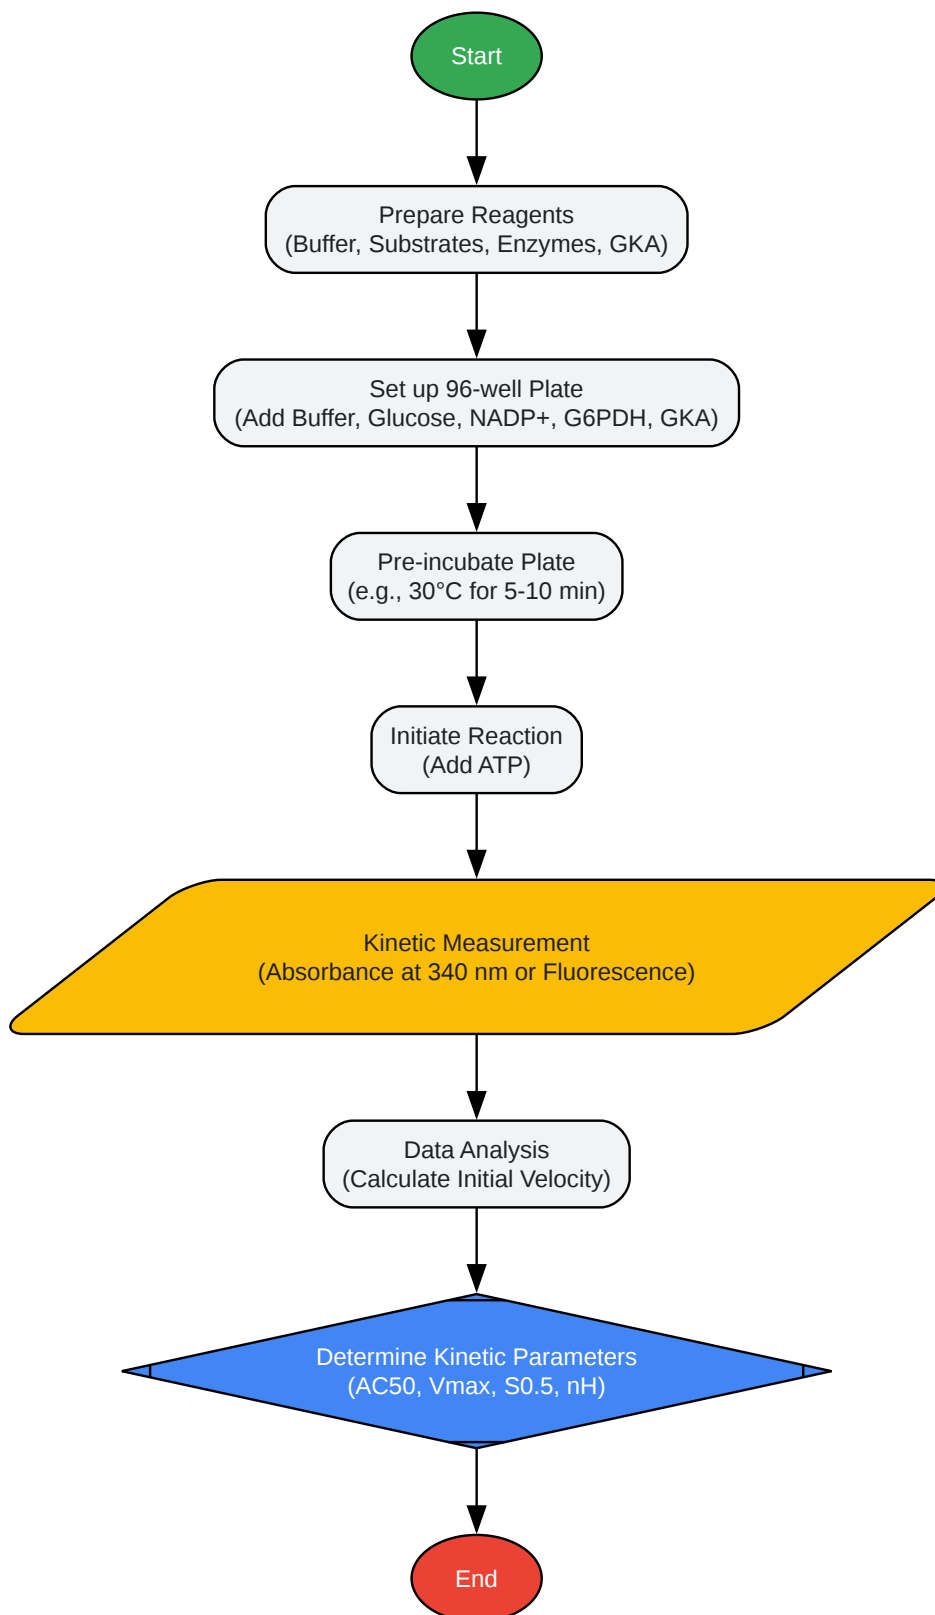 Start
Prepare Reagents
(Buffer, Substrates, Enzymes, GKA)
Set up 96-well Plate
(Add Buffer, Glucose, NADP+, G6PDH, GKA)
Pre-incubate Plate
(e.g., 30°C for 5-10 min)
Initiate Reaction
(Add ATP)
Kinetic Measurement
(Absorbance at 340 nm or Fluorescence)
Data Analysis
(Calculate Initial Velocity)
Determine Kinetic Parameters
(AC50, Vmax, S0.5, nH)
End